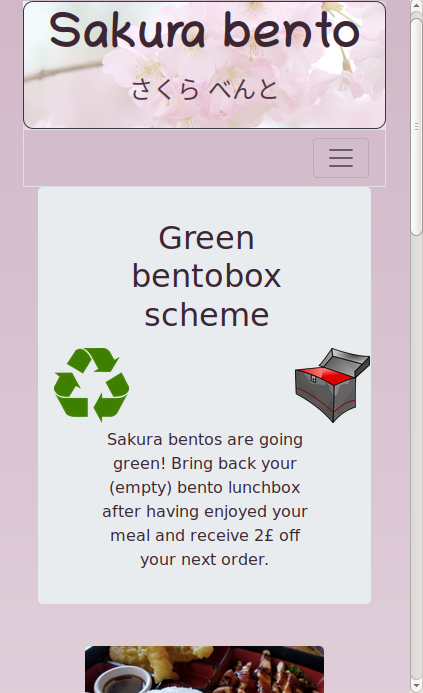 Sakura bento
さくら べんと
Green
bentobox
scheme
Sakura bentos are going
green! Bring back your
(empty) bento lunchbox
after having enjoyed your
meal and receive 2£ off
your next order.